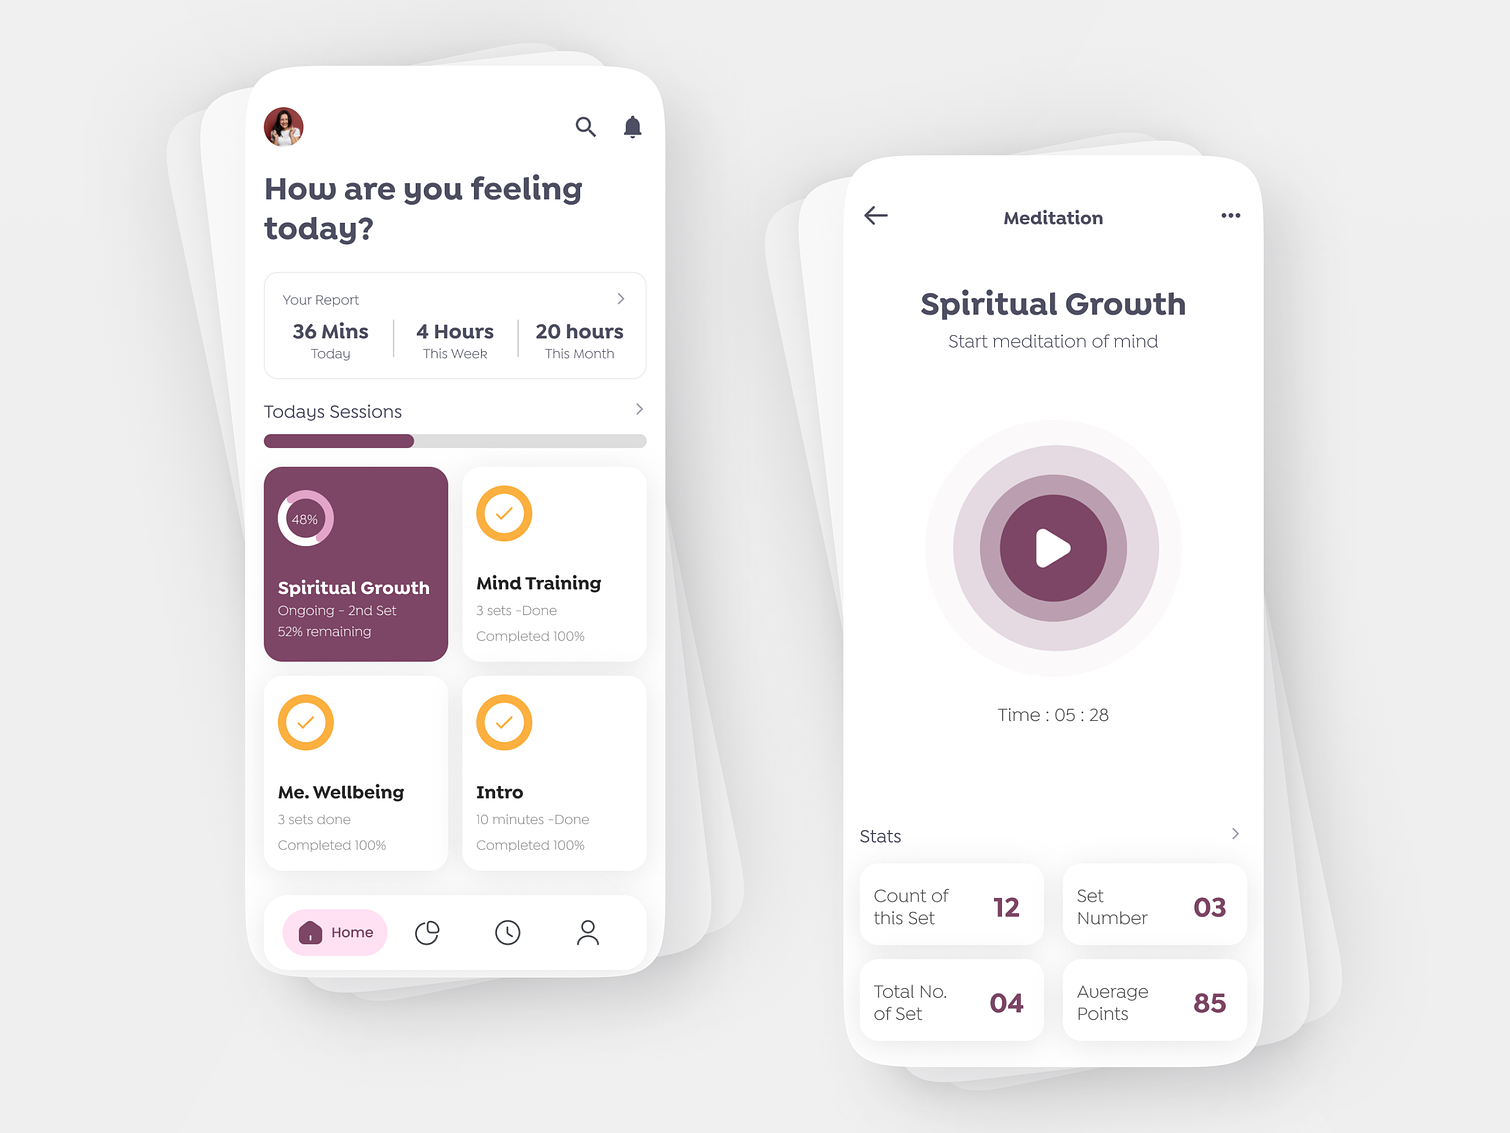 How are you feeling
today?
Your Report
36 Mins
Today
4 Hours
This Week
20 hours
This Month
Todays Sessions
48%
Spiritual Growth
Ongoing - 2nd Set
52% remaining
Mind Training
3 sets -Done
Completed 100%
Me. Wellbeing
3 sets done
Completed 100%
Intro
10 minutes -Done
Completed 100%
Home
Meditation
Spiritual Growth
Start meditation of mind
Time : 05 : 28
Stats
Count of
this Set
12
Set
Number
03
Total No.
of Set
04
Average
Points
85